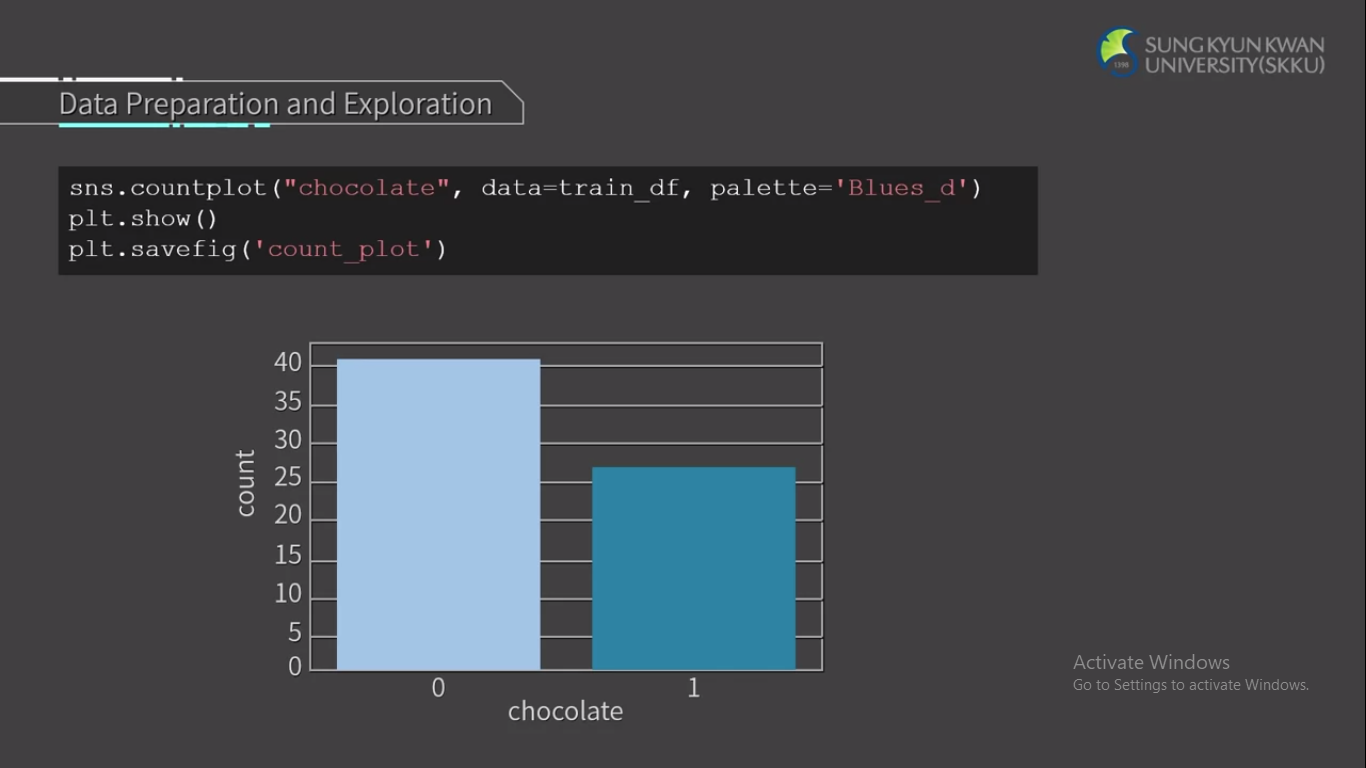 SUNG KYUN KWAN
UNIVERSITY(SKKU)
1398
Data Preparation and Exploration
sns.countplot("chocolate", data=train_df, palette='Blues_d')
plt.show()
plt.savefig('count_plot')
40
35
30
25
20
15
10
5
0
count
0 1
chocolate
Activate Windows
Go to Settings to activate Windows.